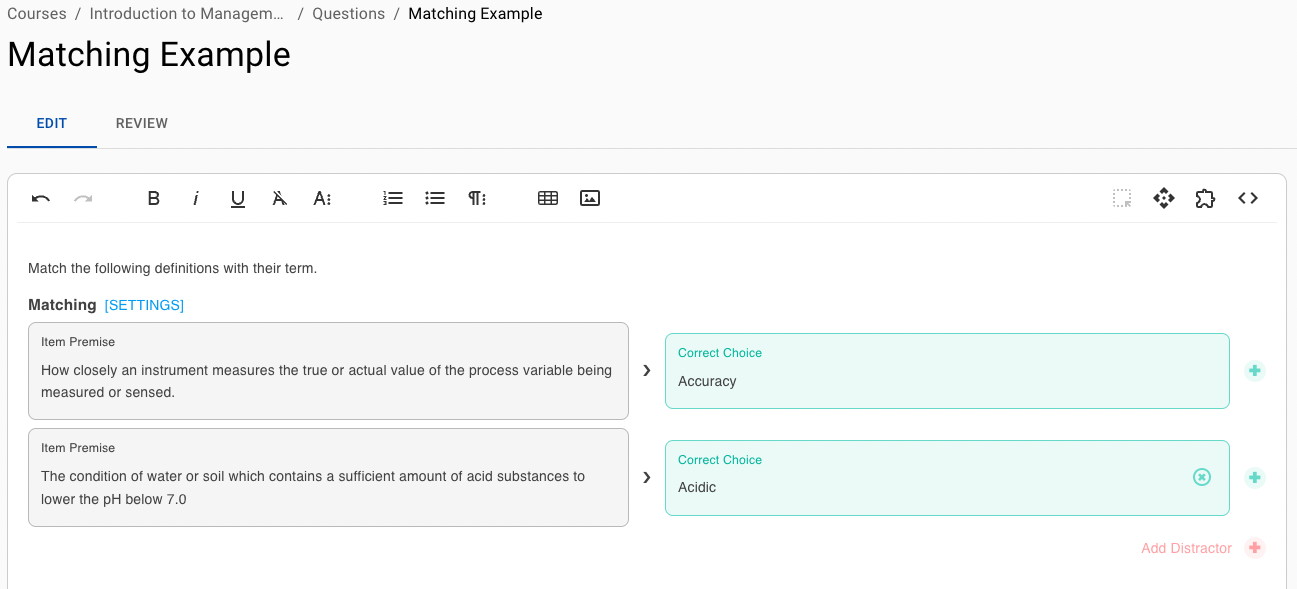 Courses / Introduction to Managem... / Questions / Matching Example
Matching Example
EDIT REVIEW
Match the following definitions with their term.
Matching [SETTINGS]
Item Premise
How closely an instrument measures the true or actual value of the process variable being
measured or sensed.
Correct Choice
Accuracy
Item Premise
The condition of water or soil which contains a sufficient amount of acid substances to
lower the pH below 7.0
Correct Choice
Acidic
Add Distractor